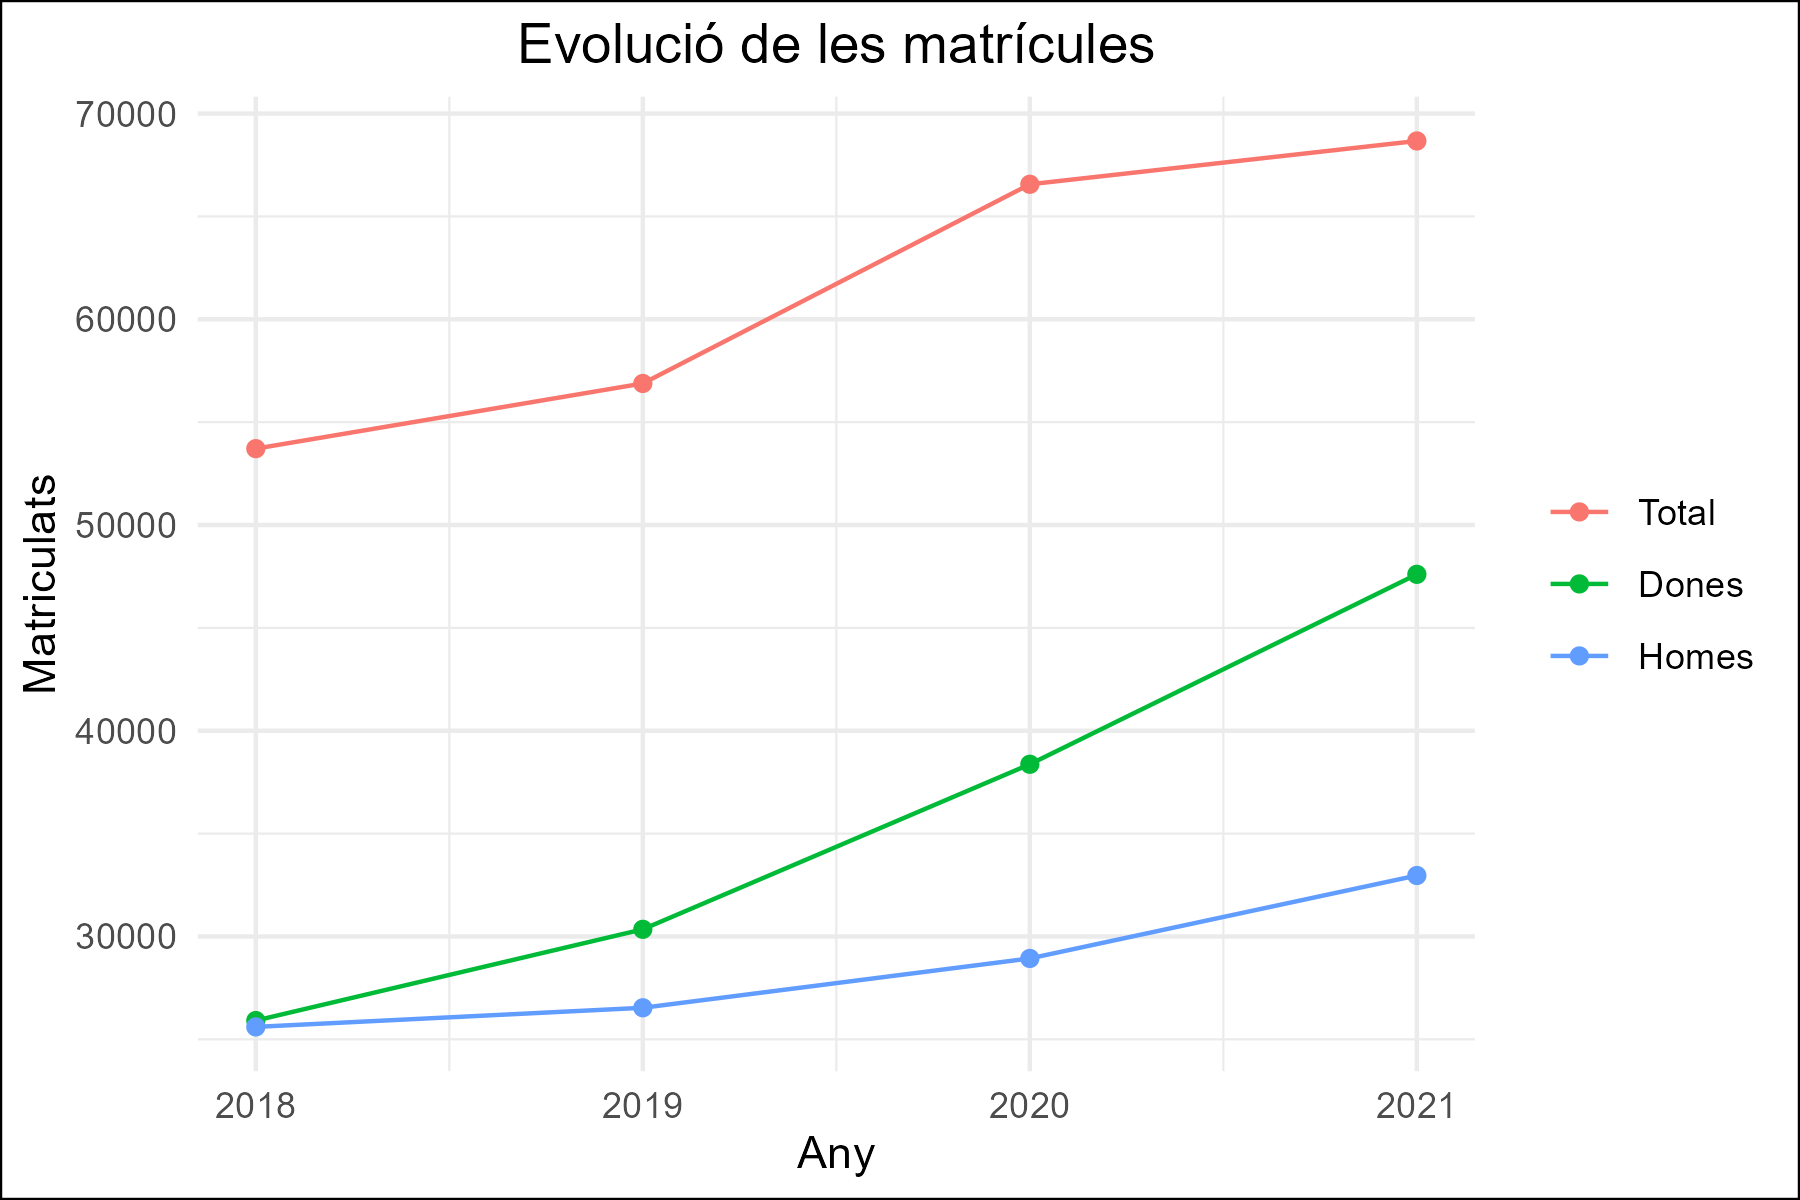 Evolució de les matrícules
70000
60000
50000
40000
30000
Matriculats
2018
2019
2020
2021
Any
Total
Dones
Homes